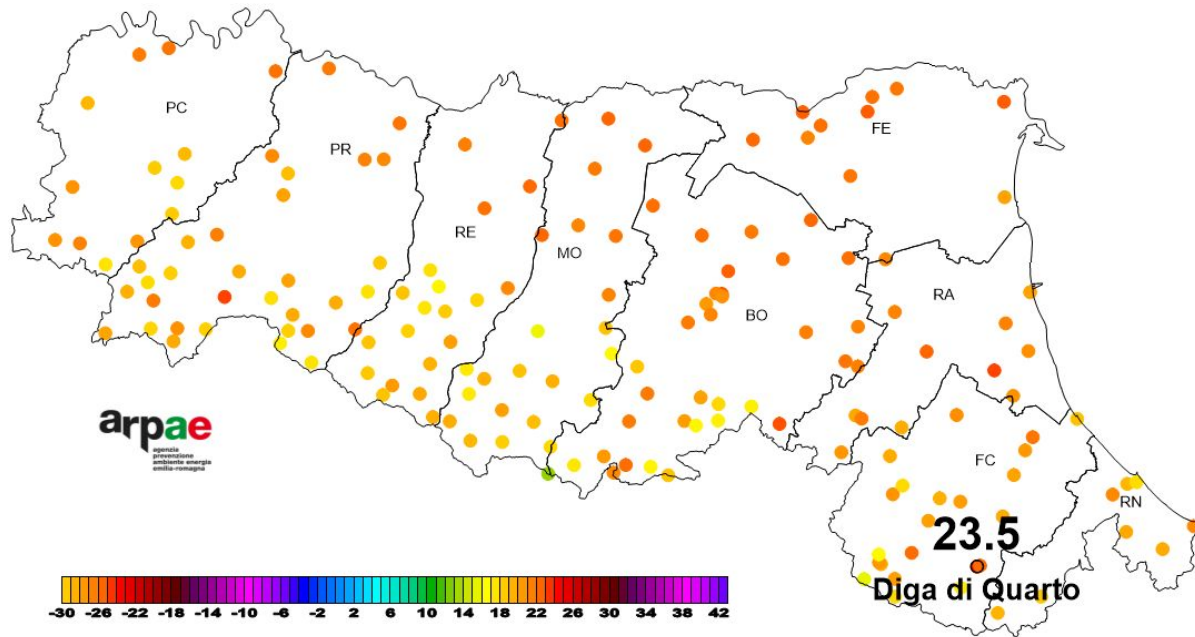 PC
PR
FE
RE
MO
BO
RA
arpae
agenzia
prevenzione
ambiente energia
emilia-romagna
FC
RN
23.5
Diga di Quarto
-30 -26 -22 -18 -14 -10 -6 -2 2 6 10 14 18 22 26 30 34 38 42